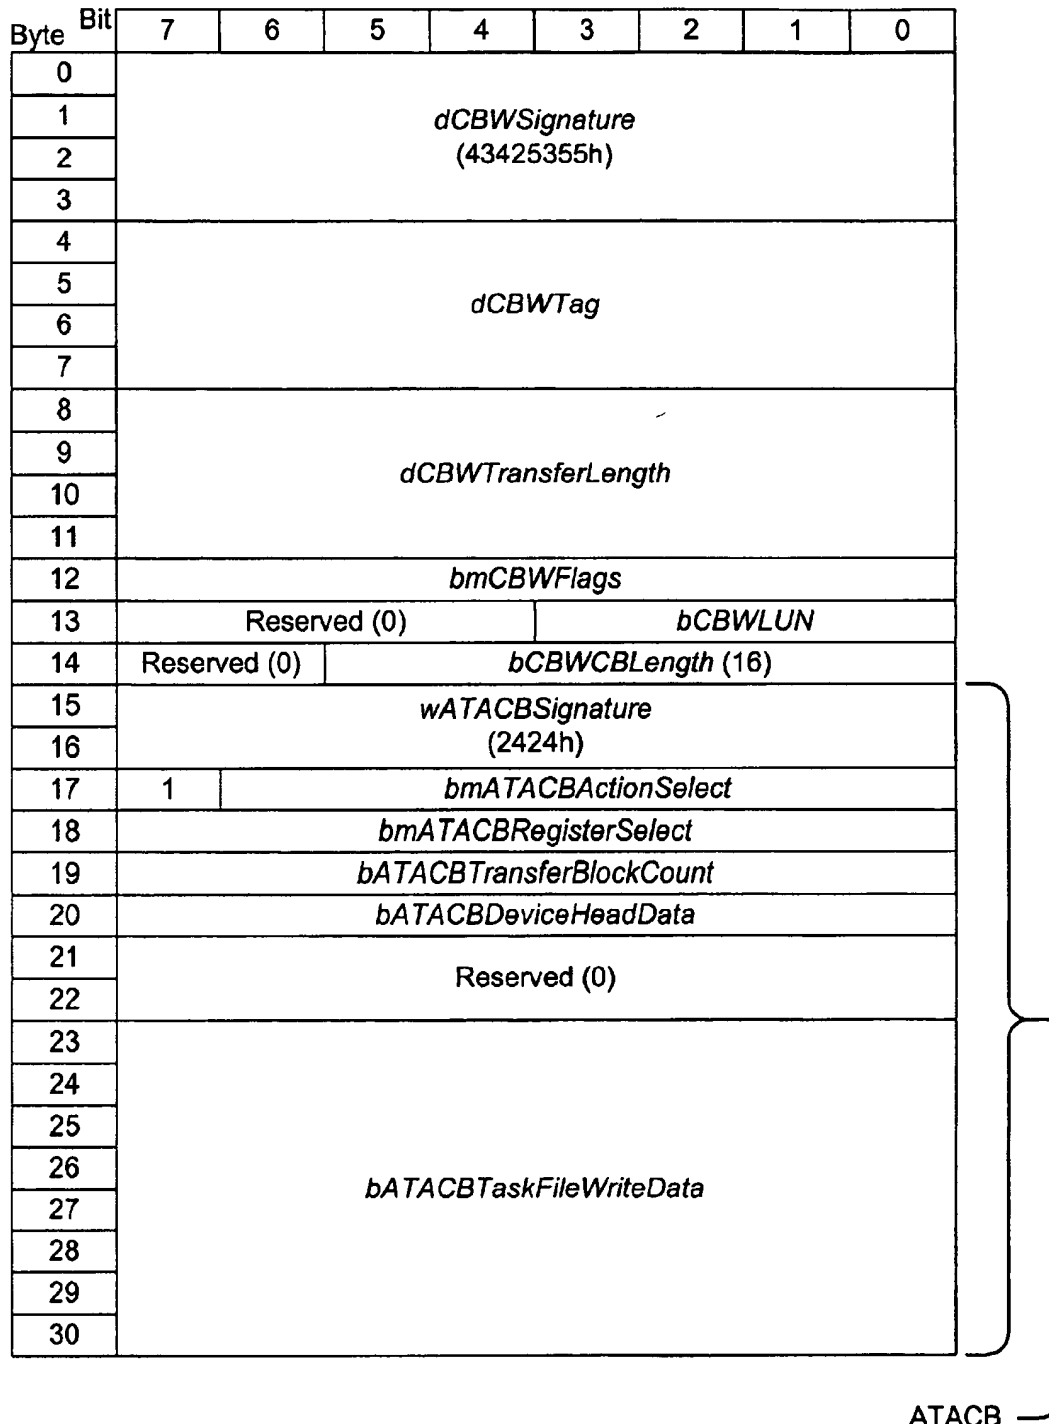 Byte Bit 7 6 5 4 3 2 1 0
0
1 dCBWSignature
2 (43425355h)
3
4
5
dCBWTag
6
7
8
9
dCBWTransferLength
10
11
12 bmCBWFlags
13 Reserved (0) bCBWLUN
14 Reserved (0) bCBWCBLength (16)
15 wATACBSignature
16 (2424h)
17 1 bmATACBActionSelect
18 bmATACBRegisterSelect
19 bATACBTransferBlockCount
20 bATACBDeviceHeadData
21
Reserved (0)
22
23
24
25
26
bATACBTaskFileWriteData
27
28
29
30
ATACB